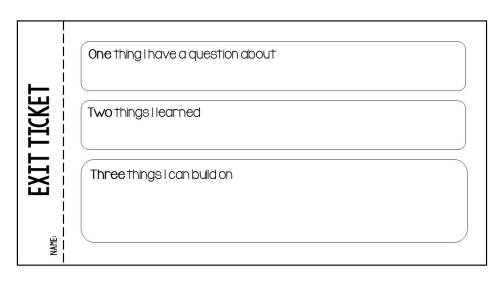 EXIT TICKET
NAME:
One thing I have a question about
Two things I learned
Three things I can build on